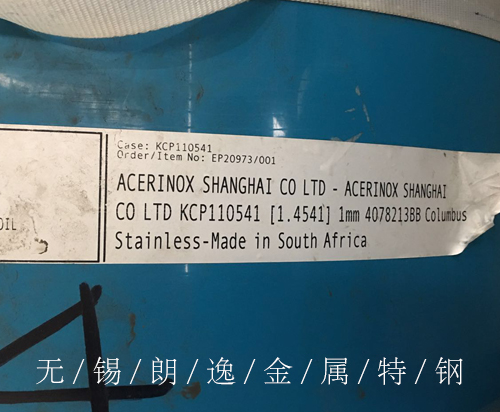 Case: KCP110541
Order/Item No: EP20973/001
ACERINOX SHANGHAI CO LTD - ACERINOX SHANGHAI
CO LTD KCP110541 [1.4541] 1mm 4078213BB Columbus
Stainless-Made in South Africa
OIL
无/锡/朗/逸/金/属/特/钢